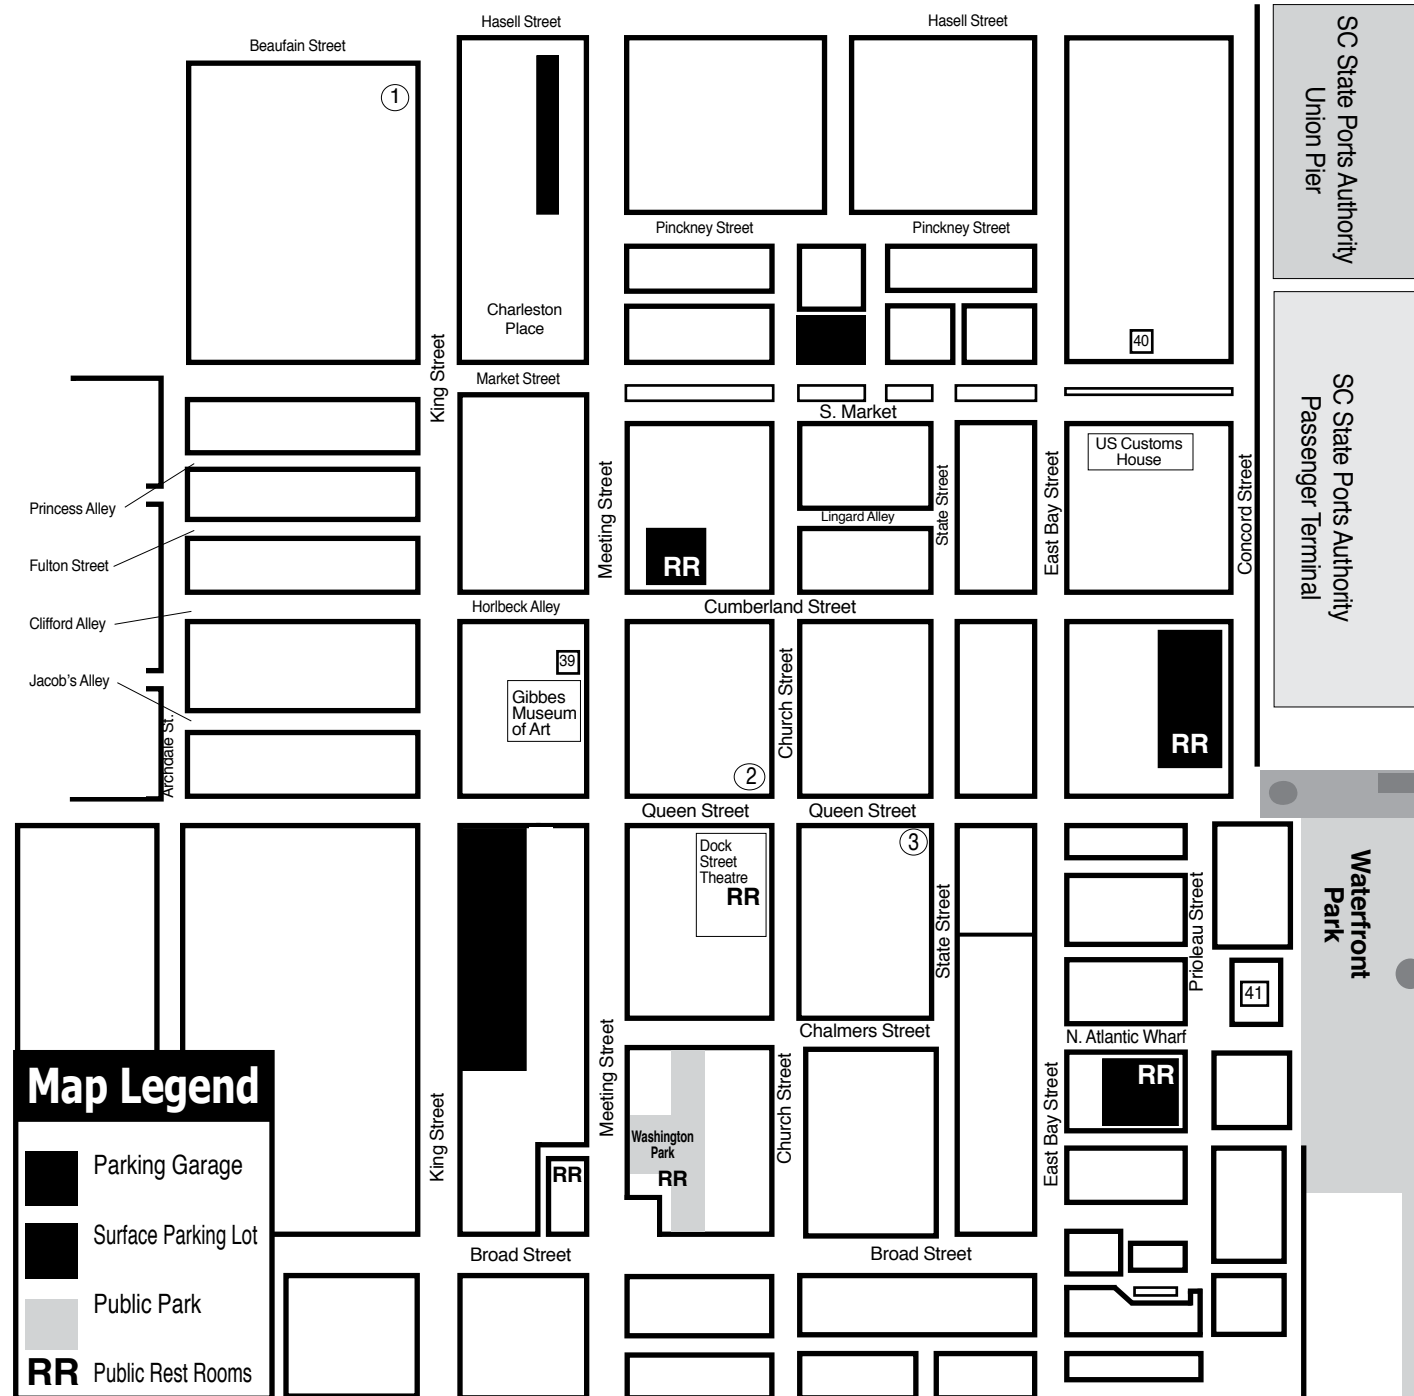 Hasell Street
Hasell Street
Beaufain Street
1
SC State Ports Authority
Union Pier
Pinckney Street
Pinckney Street
Charleston
Place
40
King Street
Market Street
S. Market
SC State Ports Authority
Passenger Terminal
US Customs
House
Meeting Street
State Street
East Bay Street
Concord Street
Princess Alley
Lingard Alley
RR
Fulton Street
Horlbeck Alley
Cumberland Street
Clifford Alley
39
Church Street
Jacob's Alley
Gibbes
Museum
of Art
Archdale St.
RR
2
Queen Street
Queen Street
Dock
Street
Theatre
RR
3
State Street
Prioleau Street
Waterfront
Park
41
Chalmers Street
N. Atlantic Wharf
Meeting Street
King Street
Church Street
East Bay Street
RR
Washington
Park
RR
RR
Broad Street
Broad Street
Map Legend
Parking Garage
Surface Parking Lot
Public Park
RR Public Rest Rooms